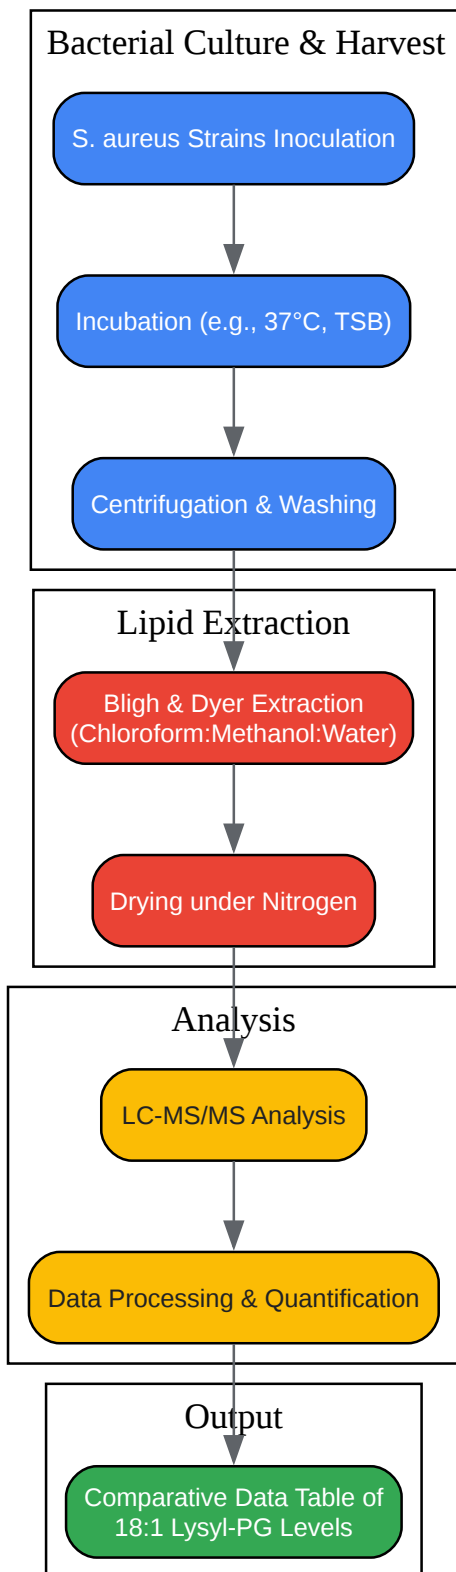 Bacterial Culture & Harvest
S. aureus Strains Inoculation
Incubation (e.g., 37°C, TSB)
Centrifugation & Washing
Lipid Extraction
Bligh & Dyer Extraction
(Chloroform:Methanol:Water)
Drying under Nitrogen
Analysis
LC-MS/MS Analysis
Data Processing & Quantification
Output
Comparative Data Table of
18:1 Lysyl-PG Levels